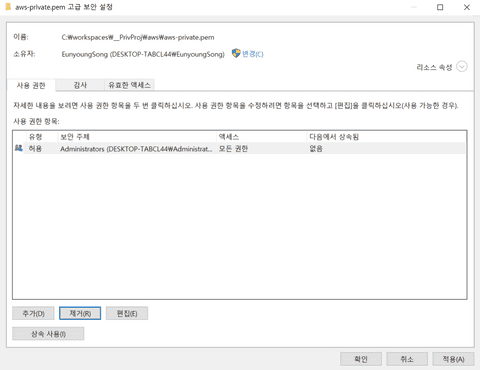 aws-private.pem 고급 보안 설정
이름: C:₩workspaces₩__PrivProj₩aws₩aws-private.pem
소유자: EunyoungSong (DESKTOP-TABCL44₩EunyoungSong) 변경(C)
리소스 속성
사용 권한 감사 유효한 액세스
자세한 내용을 보려면 사용 권한 항목을 두 번 클릭하십시오. 사용 권한 항목을 수정하려면 항목을 선택하고 [편집]을 클릭하십시오(사용 가능한 경우).
사용 권한 항목:
유형 보안 주체 액세스 다음에서 상속됨
허용 Administrators (DESKTOP-TABCL44₩Administrat... 모든 권한 없음
추가(D) 제거(R) 편집(E)
상속 사용(I)
확인 취소 적용(A)